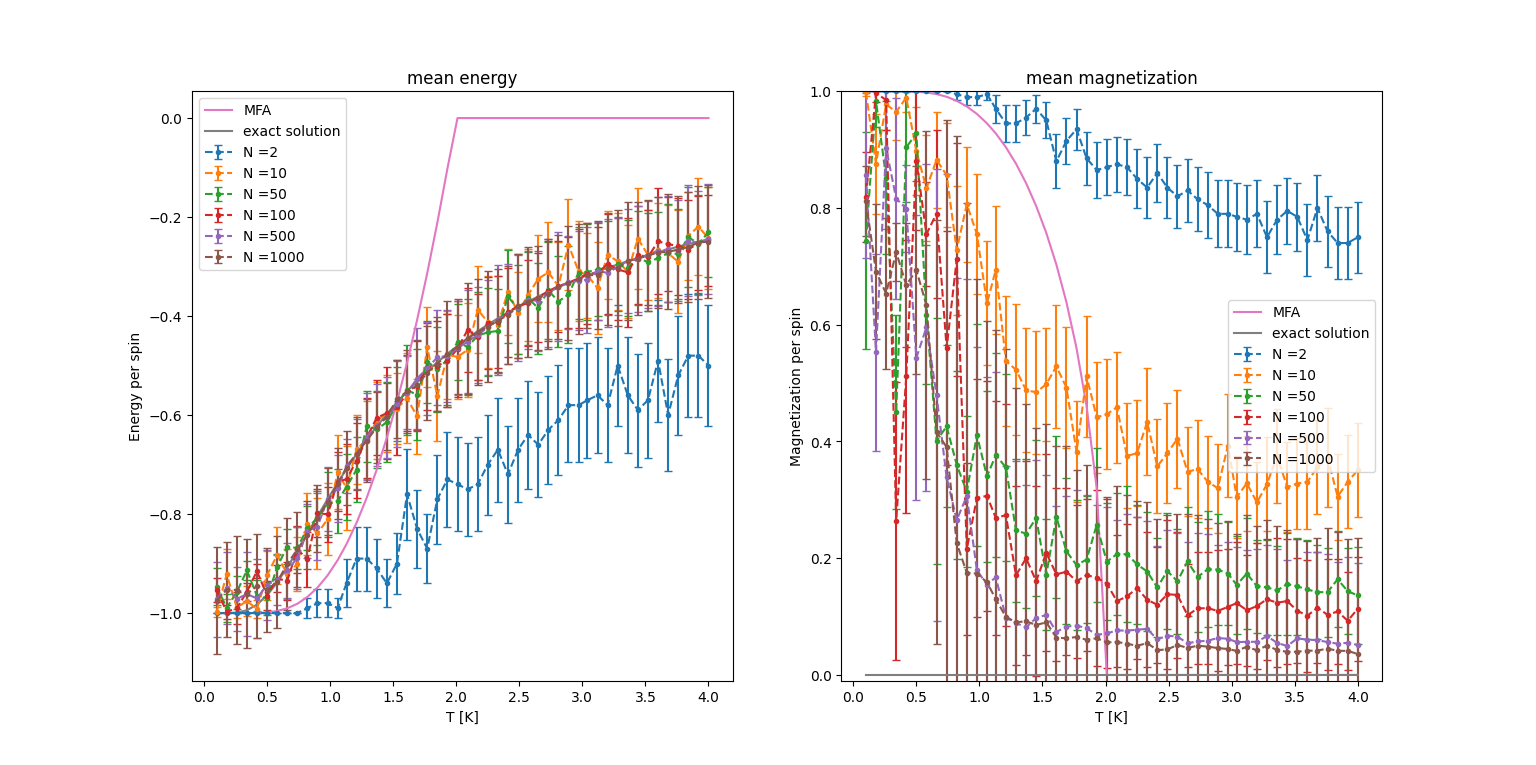 mean energy
MFA
exact solution
N =2
N =10
N =50
N =100
N =500
N =1000
0.0
−0.2
−0.4
−0.6
−0.8
−1.0
Energy per spin
0.0 0.5 1.0 1.5 2.0 2.5 3.0 3.5 4.0
T [K]
mean magnetization
1.0
0.8
0.6
0.4
0.2
0.0
Magnetization per spin
MFA
exact solution
N =2
N =10
N =50
N =100
N =500
N =1000
0.0 0.5 1.0 1.5 2.0 2.5 3.0 3.5 4.0
T [K]